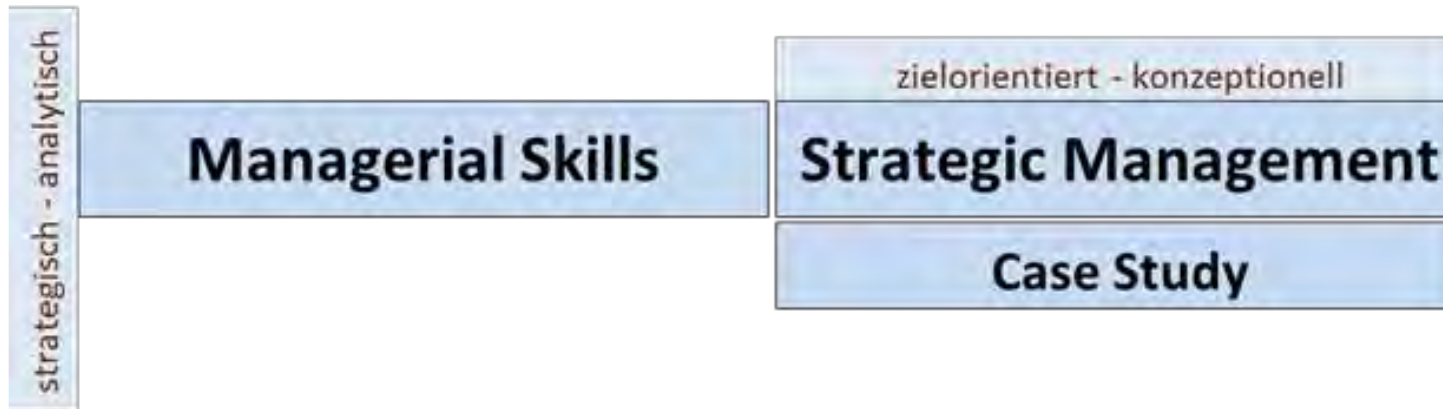 strategisch - analytisch
zielorientiert - konzeptionell
Managerial Skills
Strategic Management
Case Study